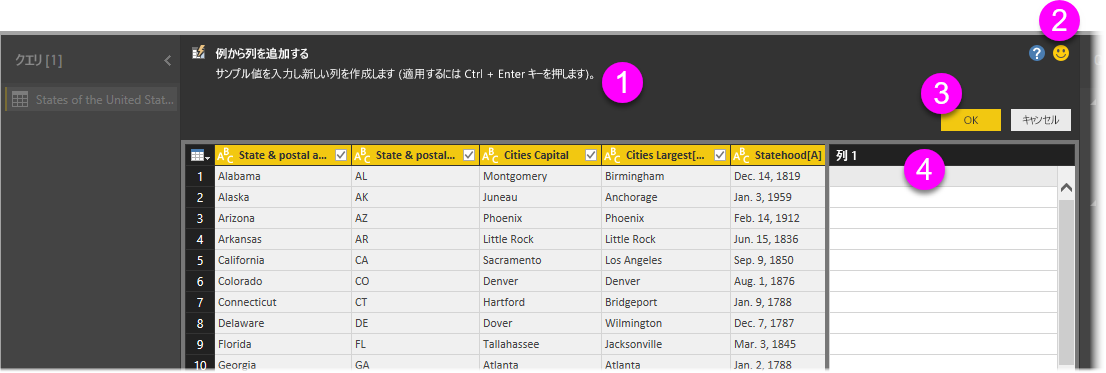 2
クエリ [1]
例から列を追加する
サンプル値を入力し新しい列を作成します (適用するには Ctrl + Enter キーを押します)。
1
?
States of the United Stat...
3
OK
キャンセル
State & postal a...
State & postal...
Cities Capital
Cities Largest[...
Statehood[A]
列 1
4
1 Alabama AL Montgomery Birmingham Dec. 14, 1819
2 Alaska AK Juneau Anchorage Jan. 3, 1959
3 Arizona AZ Phoenix Phoenix Feb. 14, 1912
4 Arkansas AR Little Rock Little Rock Jun. 15, 1836
5 California CA Sacramento Los Angeles Sep. 9, 1850
6 Colorado CO Denver Denver Aug. 1, 1876
7 Connecticut CT Hartford Bridgeport Jan. 9, 1788
8 Delaware DE Dover Wilmington Dec. 7, 1787
9 Florida FL Tallahassee Jacksonville Mar. 3, 1845
10 Georgia GA Atlanta Atlanta Jan. 2, 1788